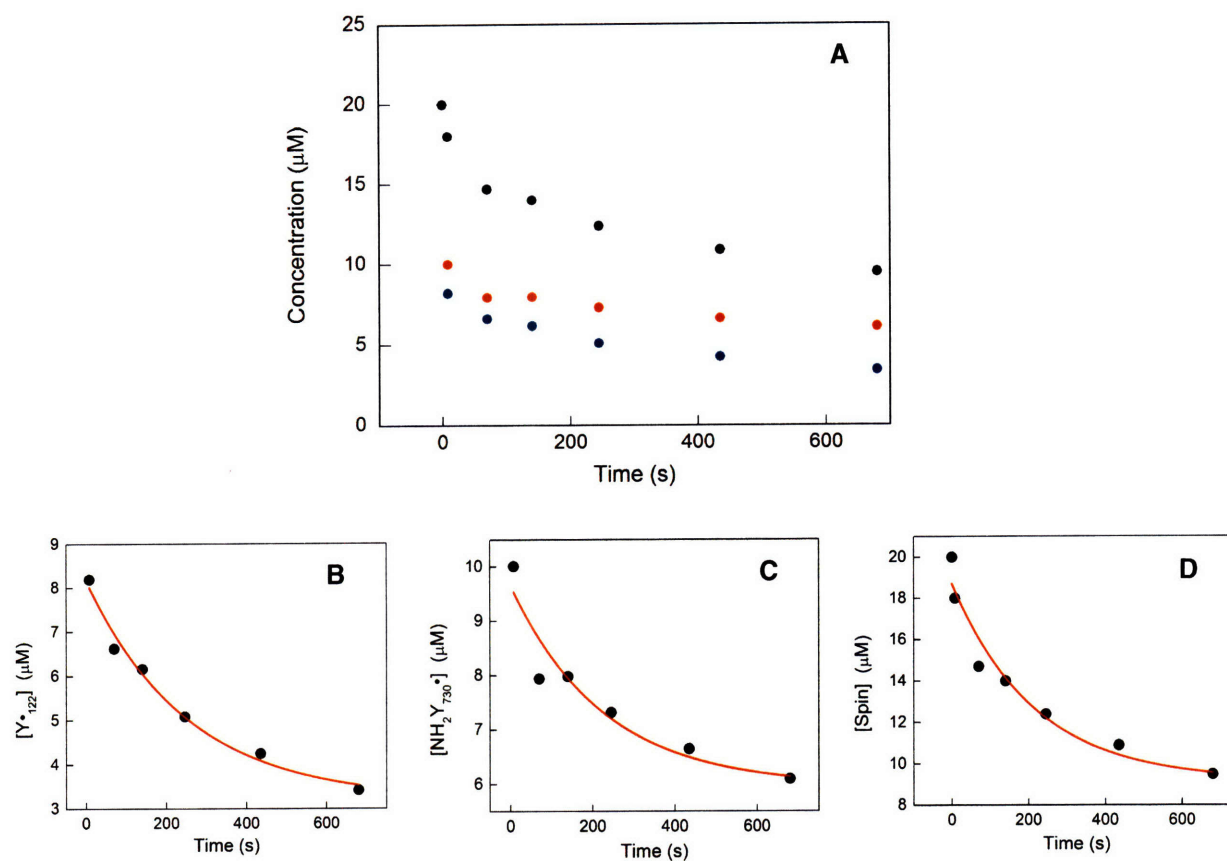 A
25
20
15
10
5
0
Concentration (μM)
0 200 400 600
Time (s)
B
9
8
7
6
5
4
3
[Y•122] (μM)
0 200 400 600
Time (s)
C
10
9
8
7
6
[NH2Y730•] (μM)
0 200 400 600
Time (s)
D
20
18
16
14
12
10
8
[Spin] (μM)
0 200 400 600
Time (s)